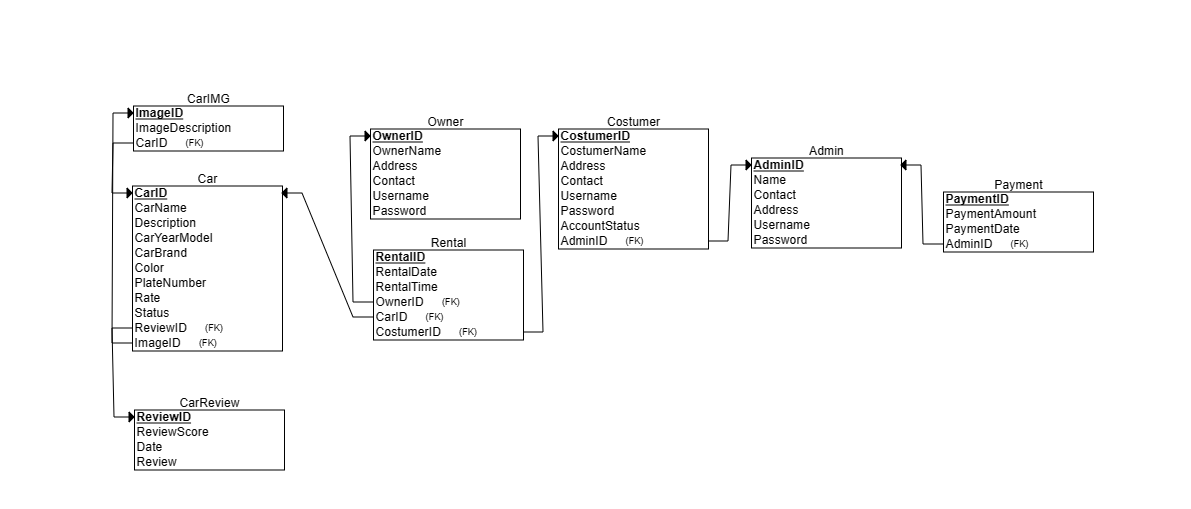 CarIMG
ImageID
ImageDescription
CarID (FK)
Car
CarID
CarName
Description
CarYearModel
CarBrand
Color
PlateNumber
Rate
Status
ReviewID (FK)
ImageID (FK)
CarReview
ReviewID
ReviewScore
Date
Review
Owner
OwnerID
OwnerName
Address
Contact
Username
Password
Rental
RentalID
RentalDate
RentalTime
OwnerID (FK)
CarID (FK)
CostumerID (FK)
Costumer
CostumerID
CostumerName
Address
Contact
Username
Password
AccountStatus
AdminID (FK)
Admin
AdminID
Name
Contact
Address
Username
Password
Payment
PaymentID
PaymentAmount
PaymentDate
AdminID (FK)